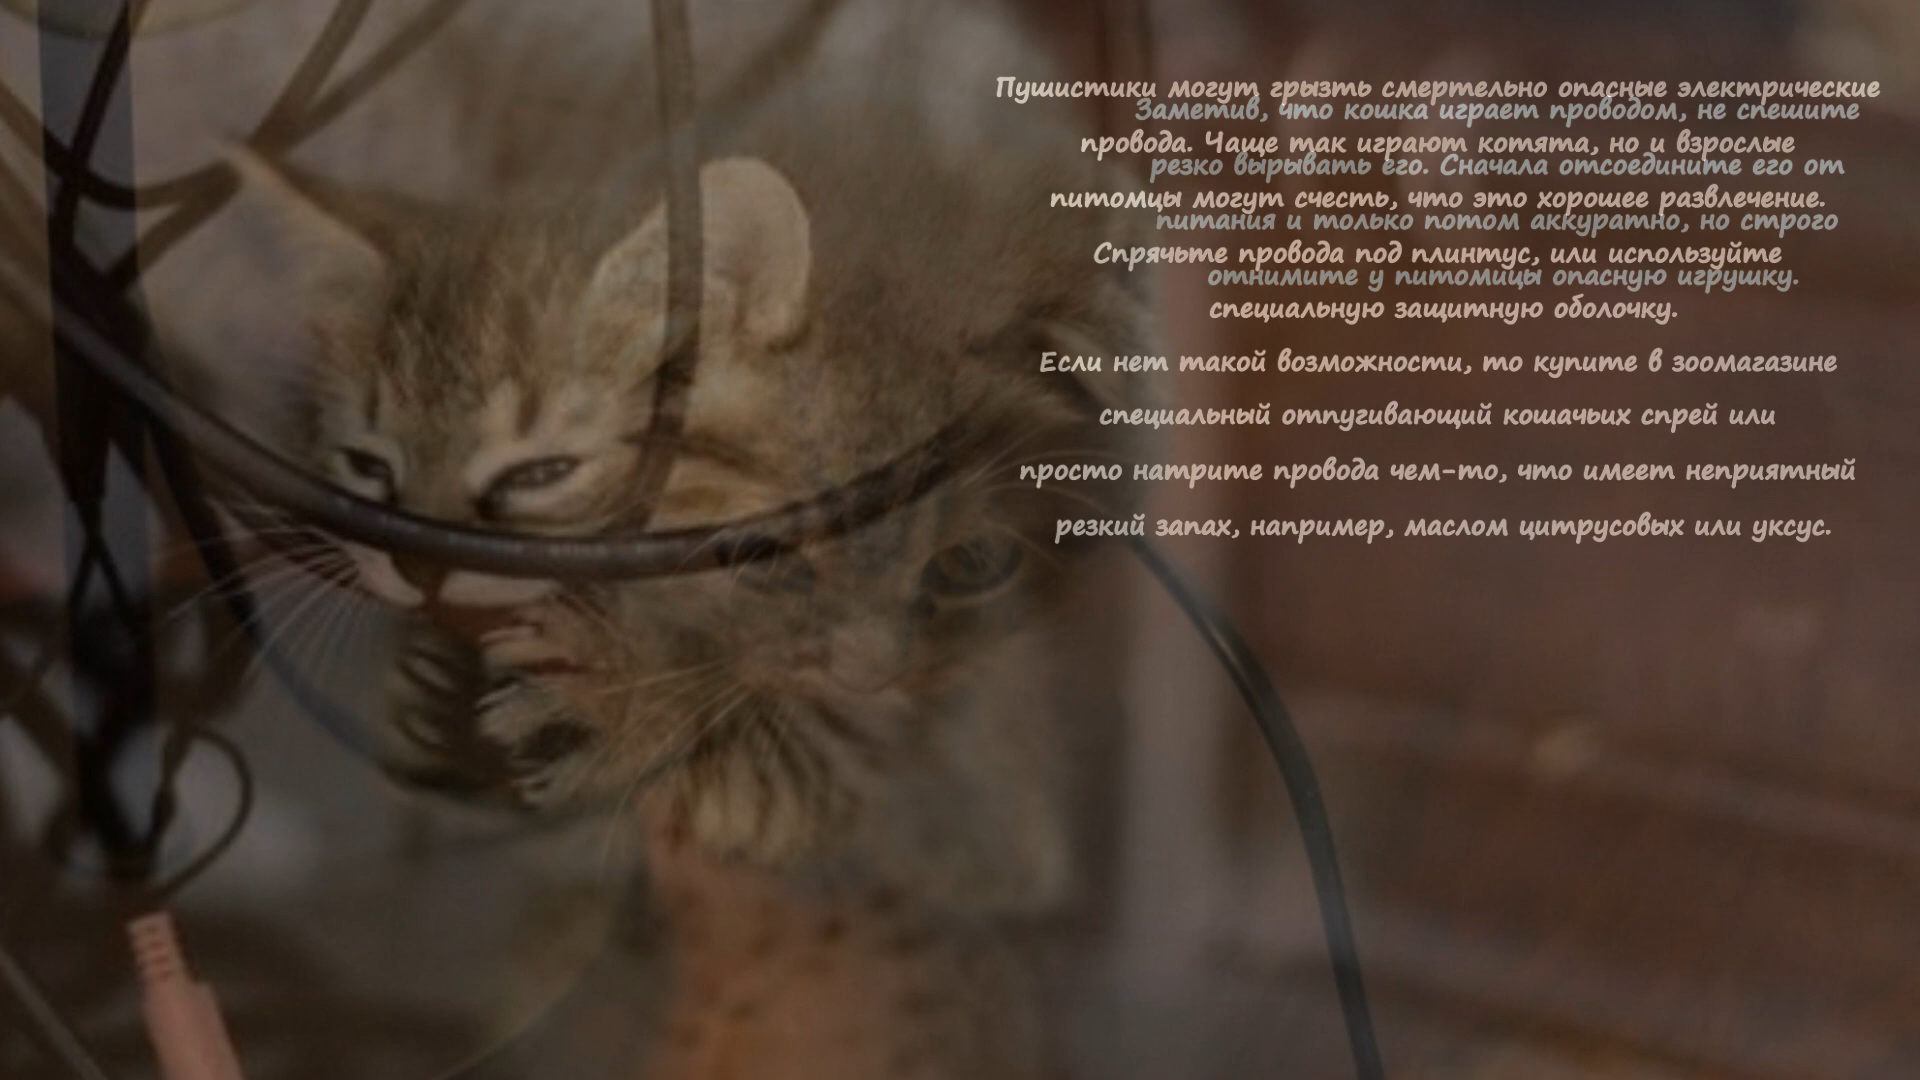 Пушистики могут грызть смертельно опасные электрические
провода. Чаще так играют котята, но и взрослые
питомцы могут счесть, что это хорошее развлечение.
Спрячьте провода под плинтус, или используйте
специальную защитную оболочку.
Если нет такой возможности, то купите в зоомагазине
специальный отпугивающий кошачьих спрей или
просто натрите провода чем-то, что имеет неприятный
резкий запах, например, маслом цитрусовых или уксус.
Заметив, что кошка играет проводом, не спешите
резко вырывать его. Сначала отсоедините его от
питания и только потом аккуратно, но строго
отнимите у питомицы опасную игрушку.